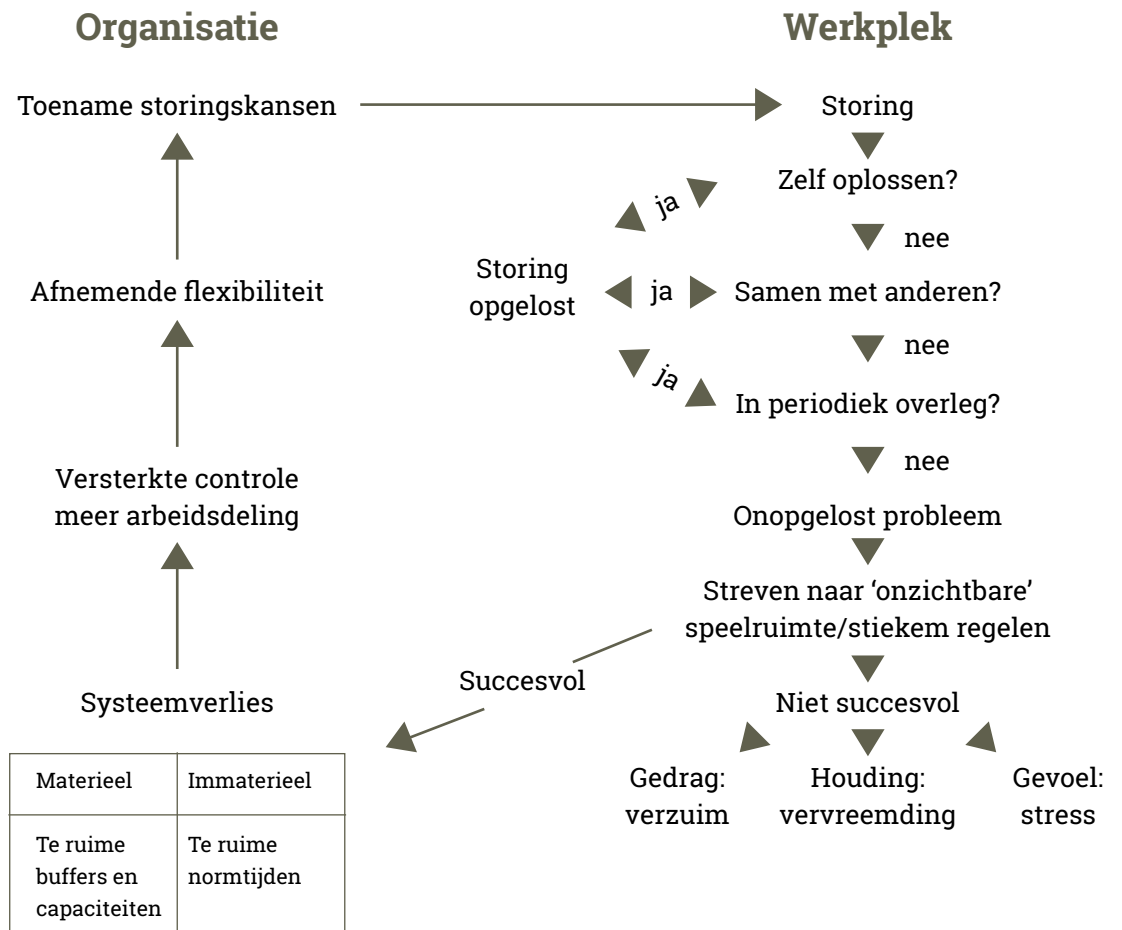 Organisatie
Werkplek
Toename storingskansen
Storing
Zelf oplossen?
ja
nee
Afnemende flexibiliteit
Storing
opgelost
ja
Samen met anderen?
nee
ja
In periodiek overleg?
nee
Versterkte controle
meer arbeidsdeling
Onopgelost probleem
Streven naar ‘onzichtbare’
speelruimte/stiekem regelen
Succesvol
Systeemverlies
Niet succesvol
Materieel
Immaterieel
Te ruime
buffers en
capaciteiten
Te ruime
normtijden
Gedrag:
verzuim
Houding:
vervreemding
Gevoel:
stress